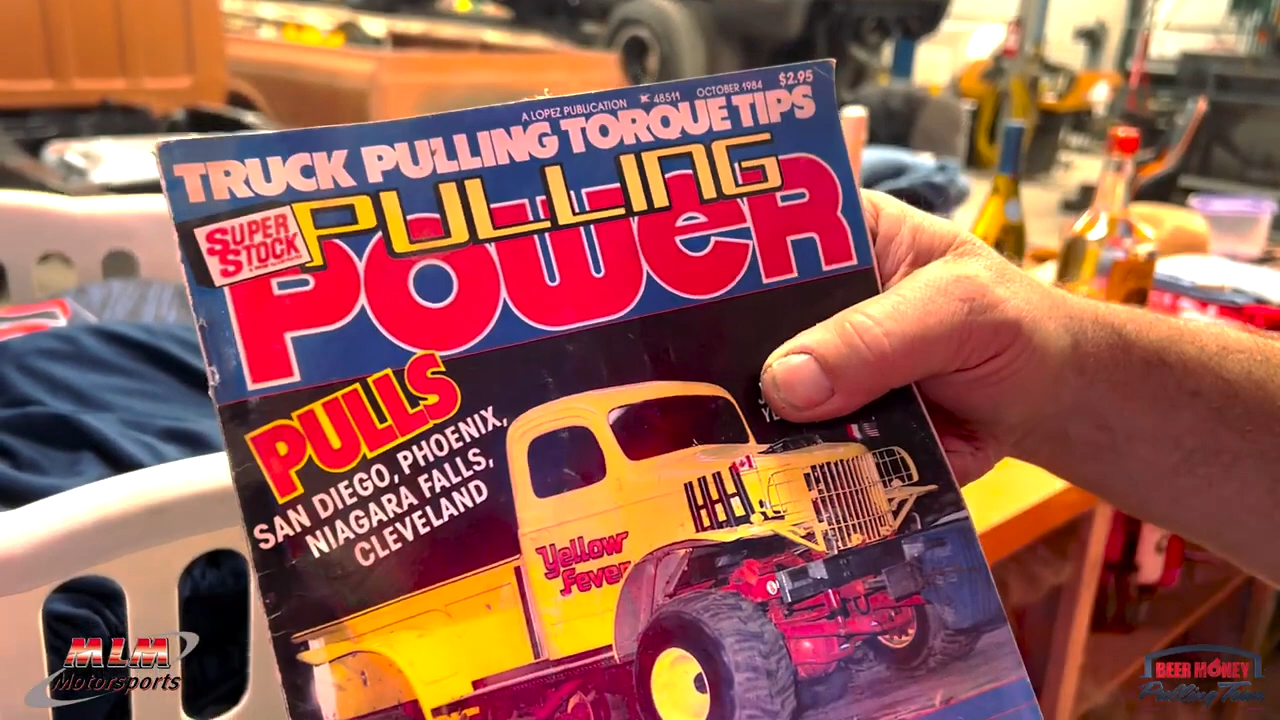 A LOPEZ PUBLICATION 48511 OCTOBER 1984 $2.95
TRUCK PULLING TORQUE TIPS
SUPER
STOCK
PULLING
POWER
PULLS
SAN DIEGO, PHOENIX,
NIAGARA FALLS,
CLEVELAND
Yellow
Fever
MLM
Motorsports
BEER MONEY
Pulling Team